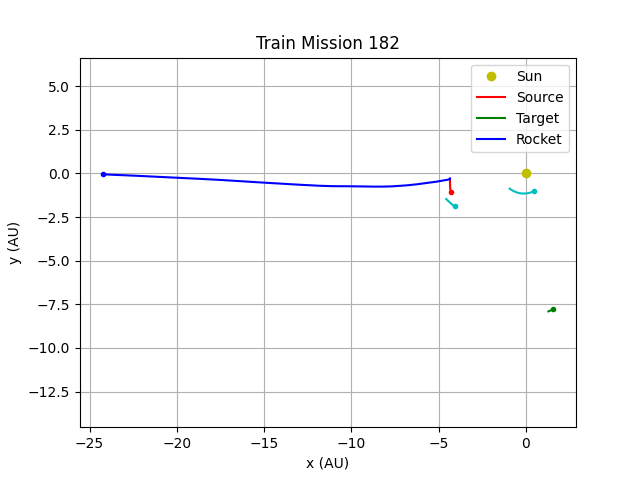 Train Mission 182
Sun
Source
Target
Rocket
5.0
2.5
0.0
−2.5
−5.0
−7.5
−10.0
−12.5
y (AU)
−25
−20
−15
−10
−5
0
x (AU)